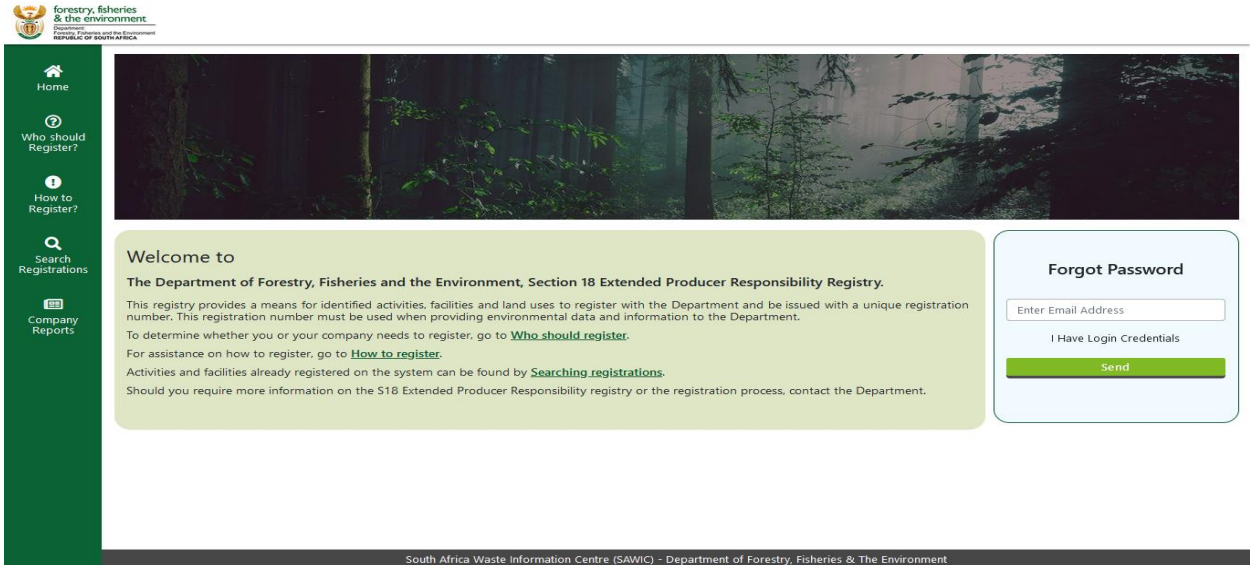 forestry, fisheries
& the environment
Department:
Forestry, Fisheries and the Environment
REPUBLIC OF SOUTH AFRICA
Home
Who should
Register?
How to
Register?
Search
Registrations
Company
Reports
Welcome to
The Department of Forestry, Fisheries and the Environment, Section 18 Extended Producer Responsibility Registry.
This registry provides a means for identified activities, facilities and land uses to register with the Department and be issued with a unique registration
number. This registration number must be used when providing environmental data and information to the Department.
To determine whether you or your company needs to register, go to Who should register.
For assistance on how to register, go to How to register.
Activities and facilities already registered on the system can be found by Searching registrations.
Should you require more information on the S18 Extended Producer Responsibility registry or the registration process, contact the Department.
Forgot Password
Enter Email Address
I Have Login Credentials
Send
South Africa Waste Information Centre (SAWIC) - Department of Forestry, Fisheries & The Environment